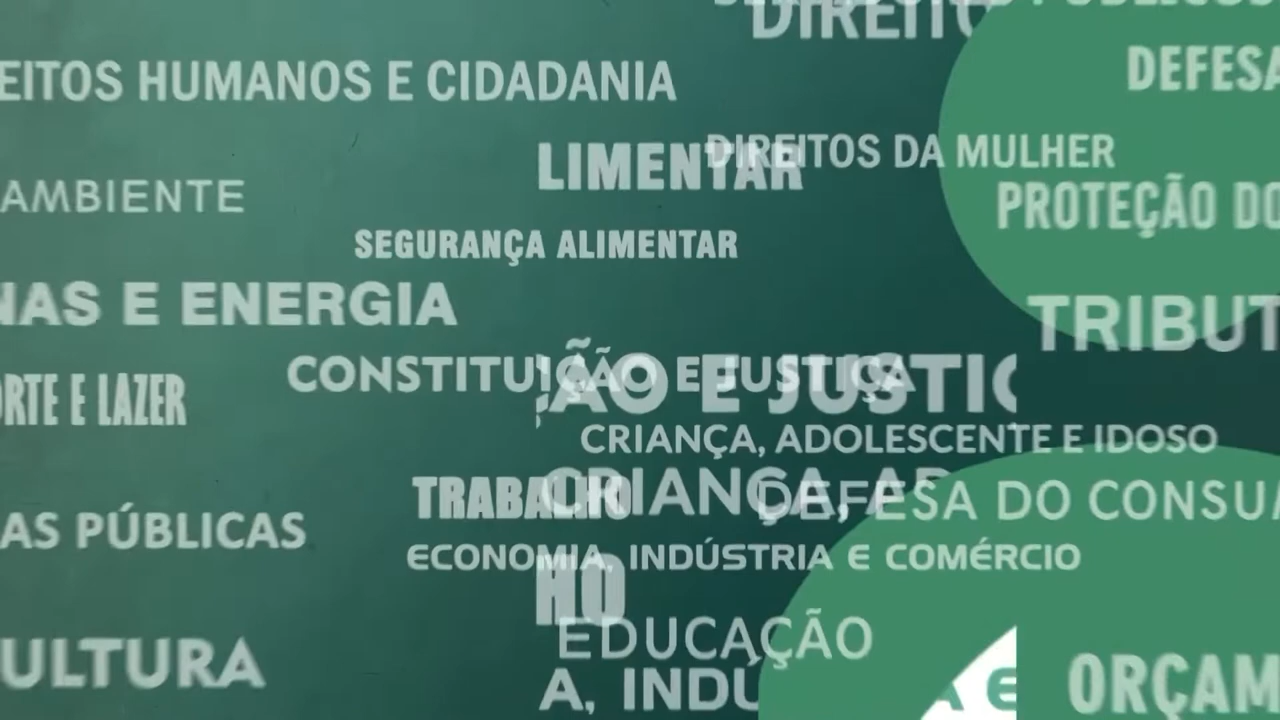 DIREITO
EITOS HUMANOS E CIDADANIA
DEFESA
LIMENTAR
DIREITOS DA MULHER
AMBIENTE
PROTEÇÃO DO
SEGURANÇA ALIMENTAR
NAS E ENERGIA
TRIBUT
CONSTITUIÇÃO E JUSTIÇA
ÃO E JUSTIÇ
ORTE E LAZER
CRIANÇA, ADOLESCENTE E IDOSO
TRABALHO
CRIANÇA, AD
DEFESA DO CONSU
AS PÚBLICAS
ECONOMIA, INDÚSTRIA E COMÉRCIO
HO
EDUCAÇÃO
ULTURA
A, INDÚ
A E
ORÇAM